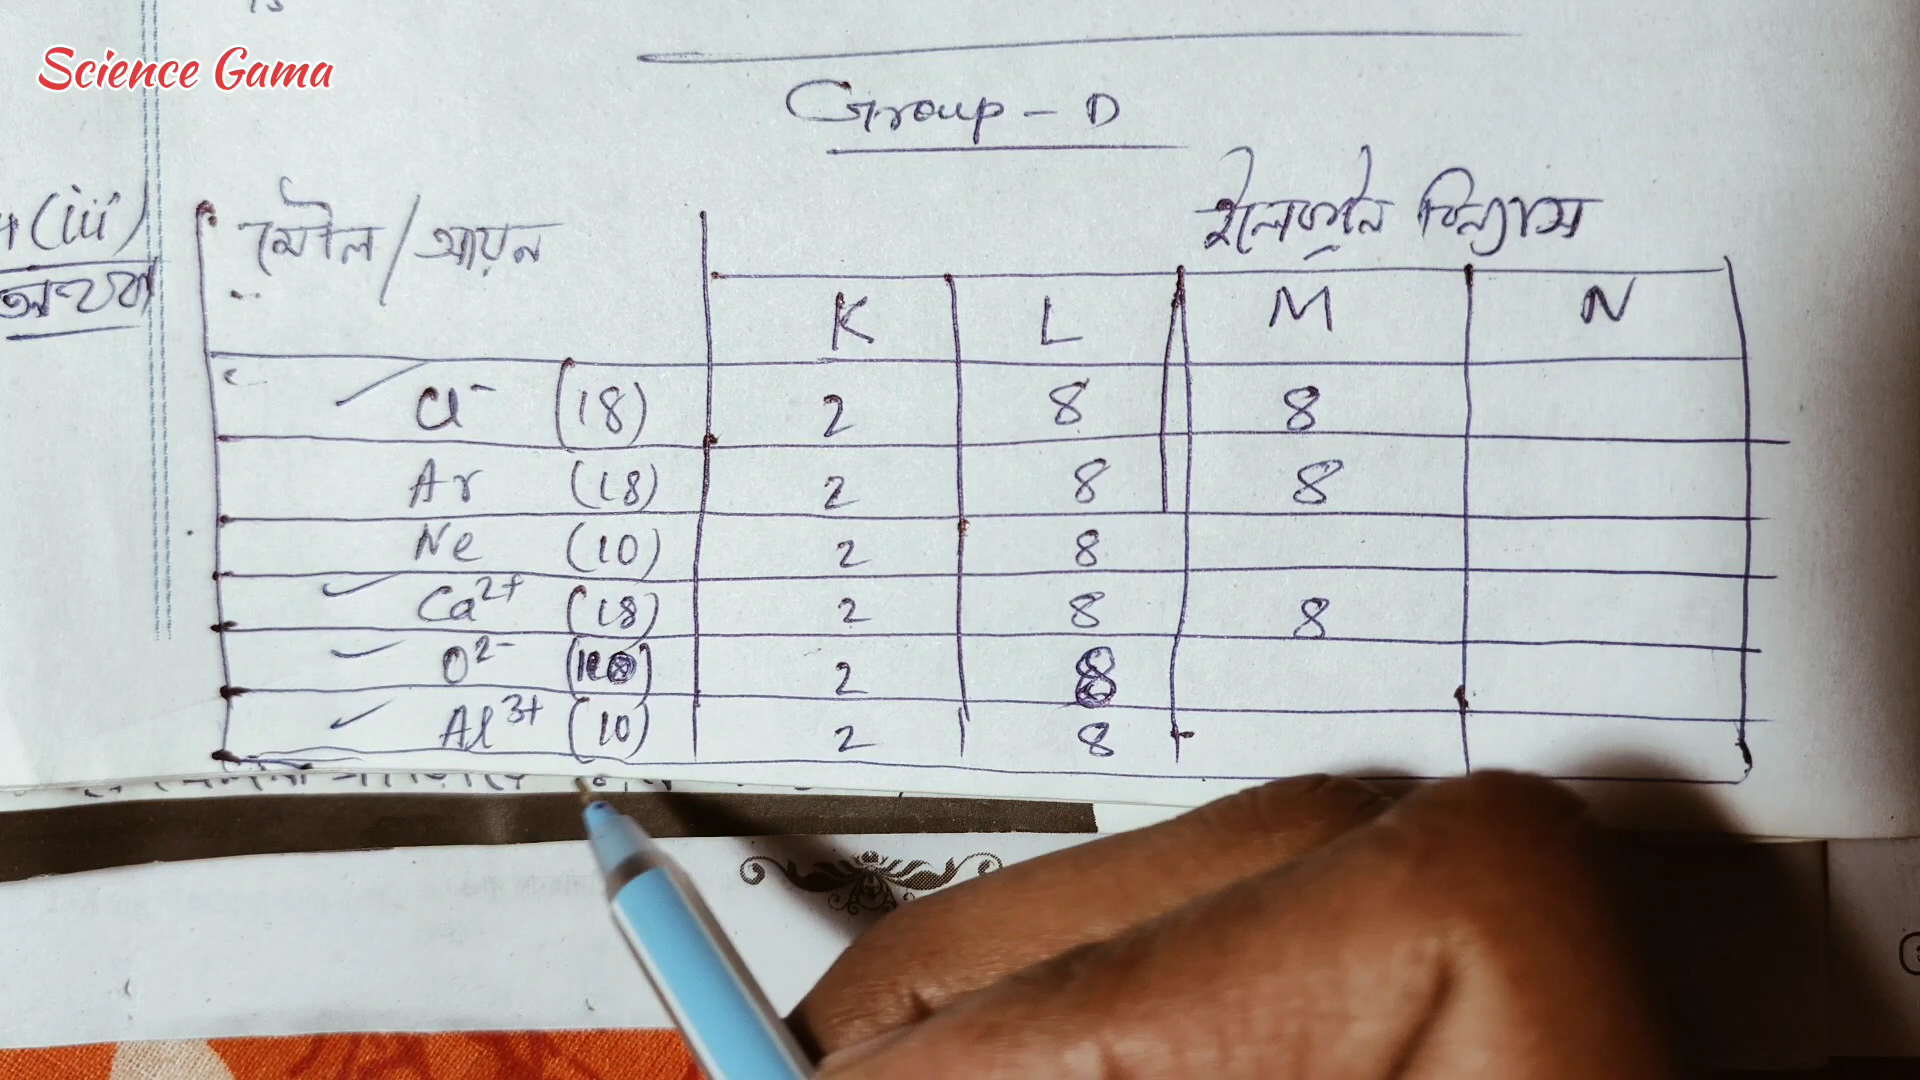 Science Gama
Group - D
(iii)
অথবা
মৌল/আয়ন
ইলেকট্রন বিন্যাস
K L M N
Cl⁻ (18) 2 8 8
Ar (18) 2 8 8
Ne (10) 2 8
Ca²⁺ (18) 2 8 8
O²⁻ (10) 2 8
Al³⁺ (10) 2 8